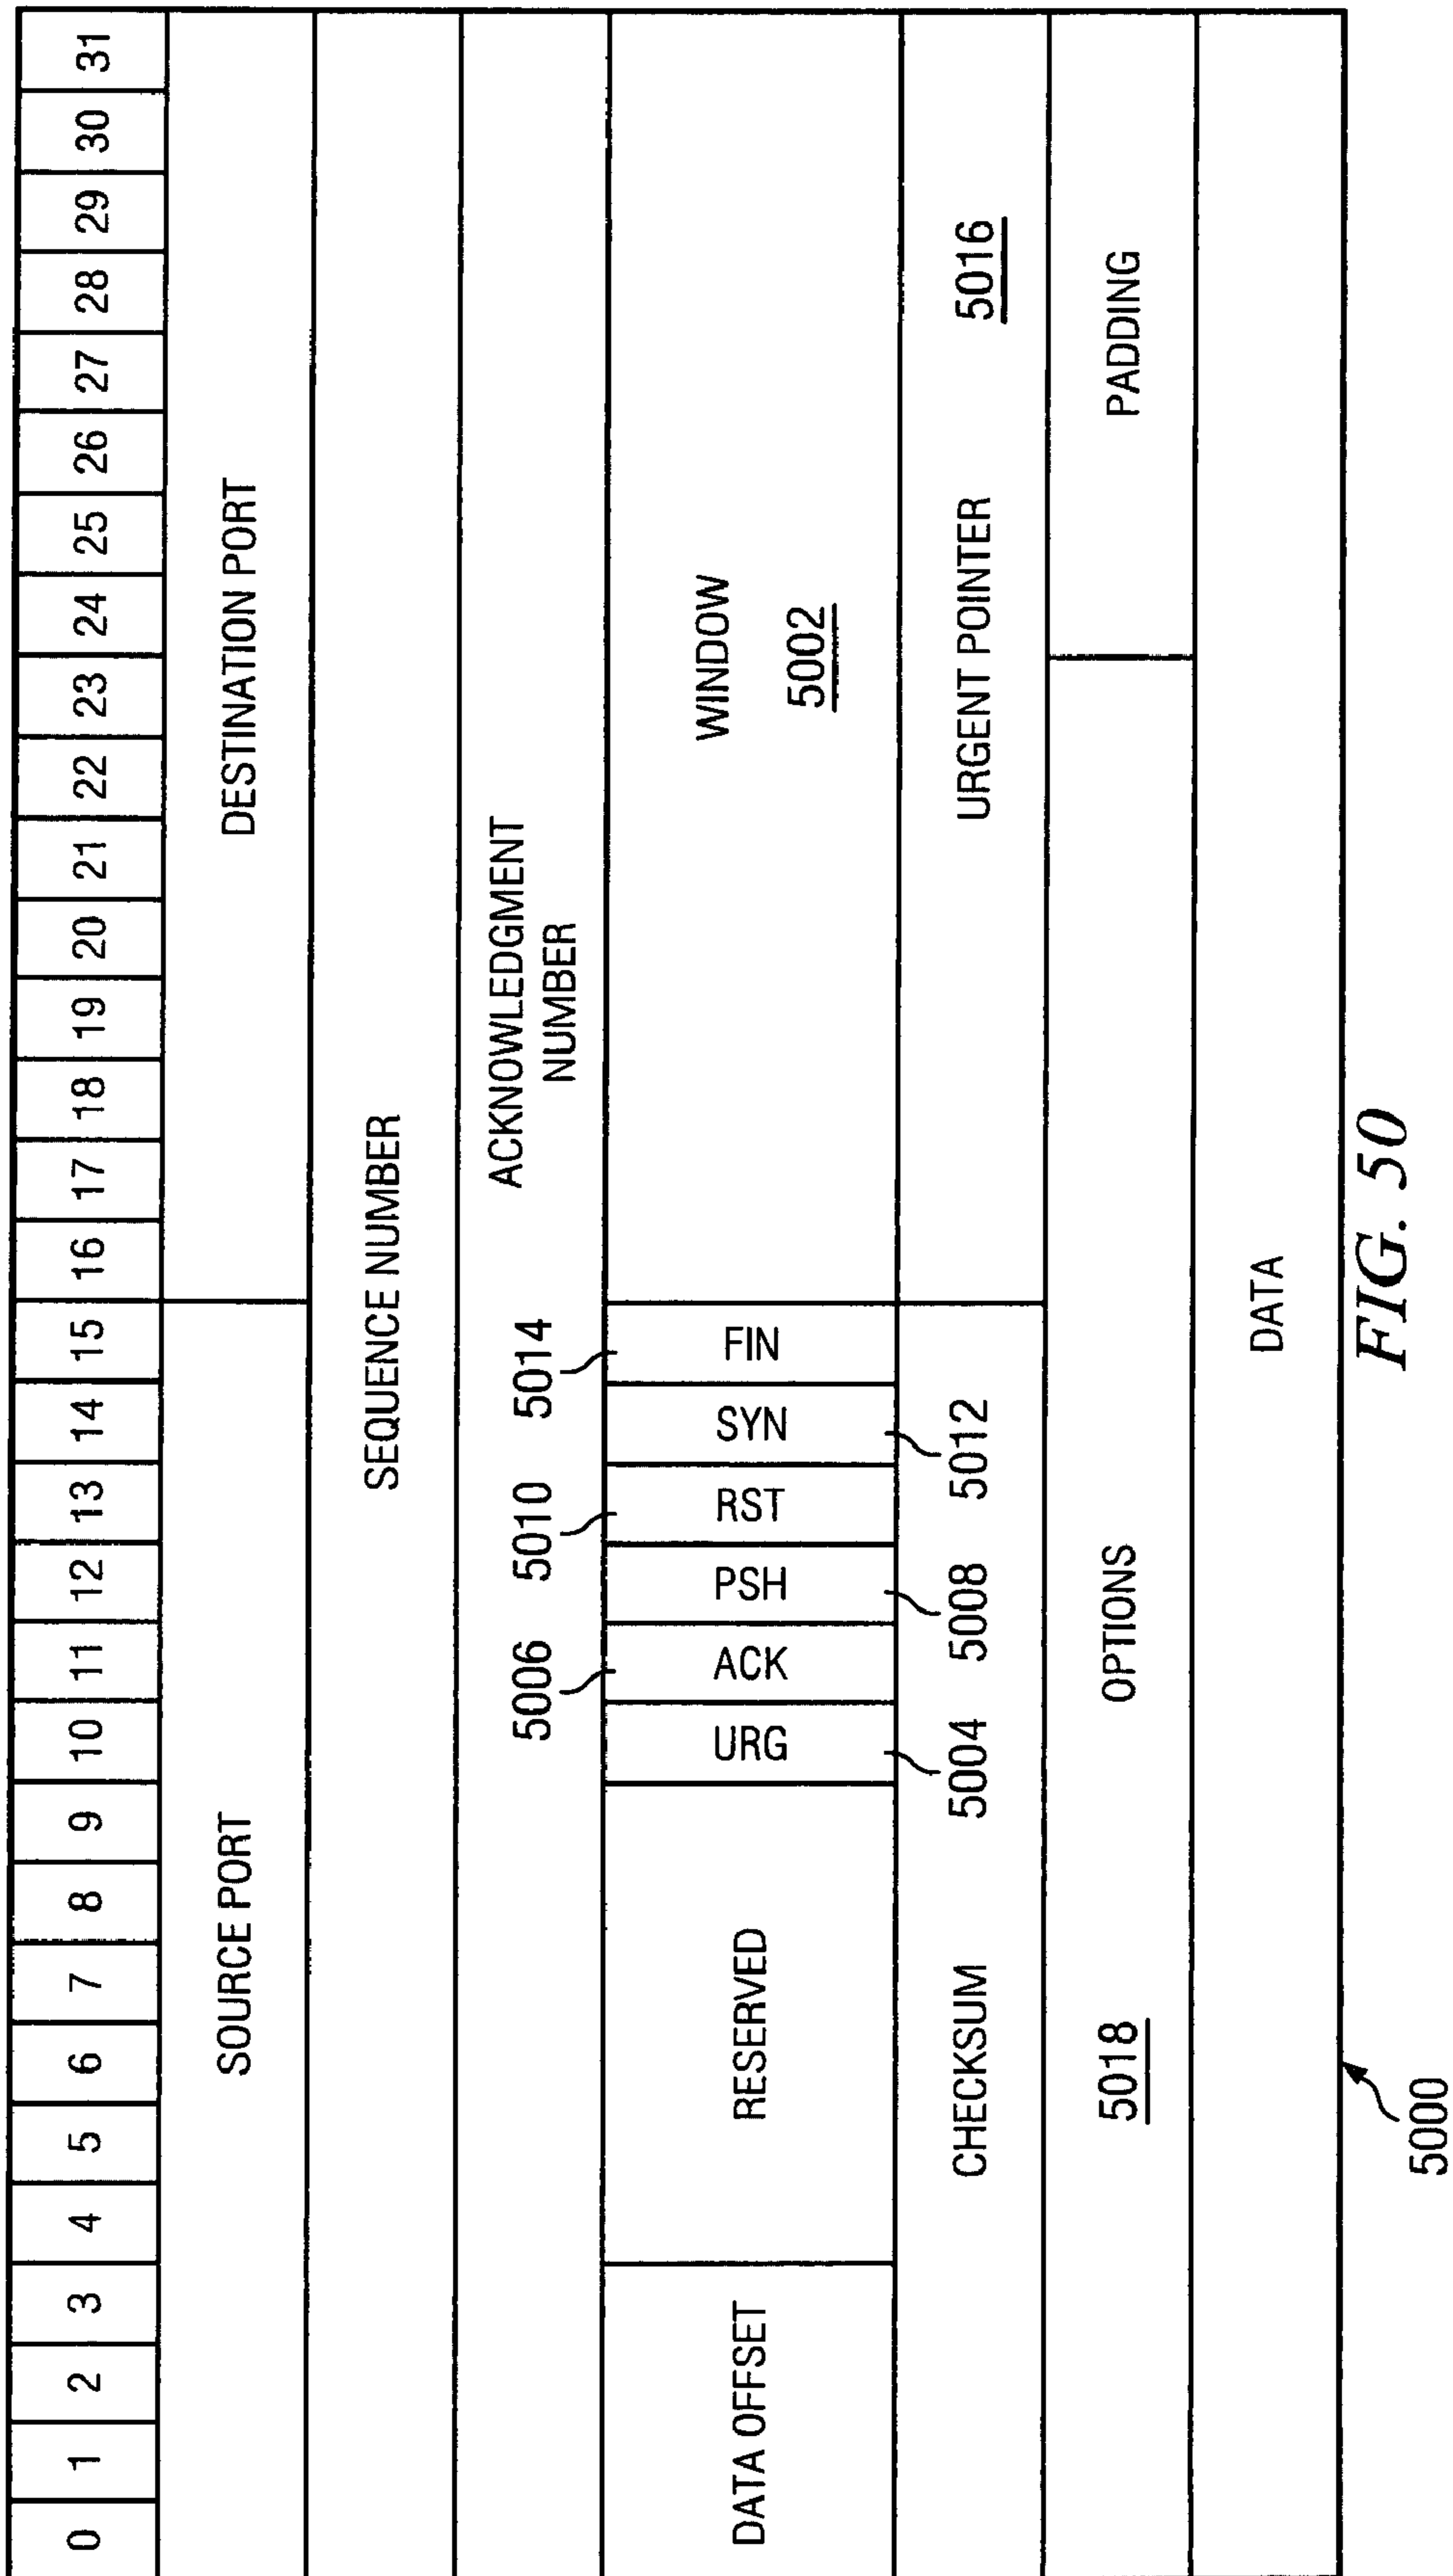 0 1 2 3 4 5 6 7 8 9 10 11 12 13 14 15 16 17 18 19 20 21 22 23 24 25 26 27 28 29 30 31
SOURCE PORT DESTINATION PORT
SEQUENCE NUMBER
ACKNOWLEDGMENT
NUMBER
5006 5010 5014
DATA OFFSET RESERVED URG ACK PSH RST SYN FIN WINDOW
5002
CHECKSUM 5004 5008 5012 URGENT POINTER 5016
5018 OPTIONS PADDING
DATA
5000
FIG. 50